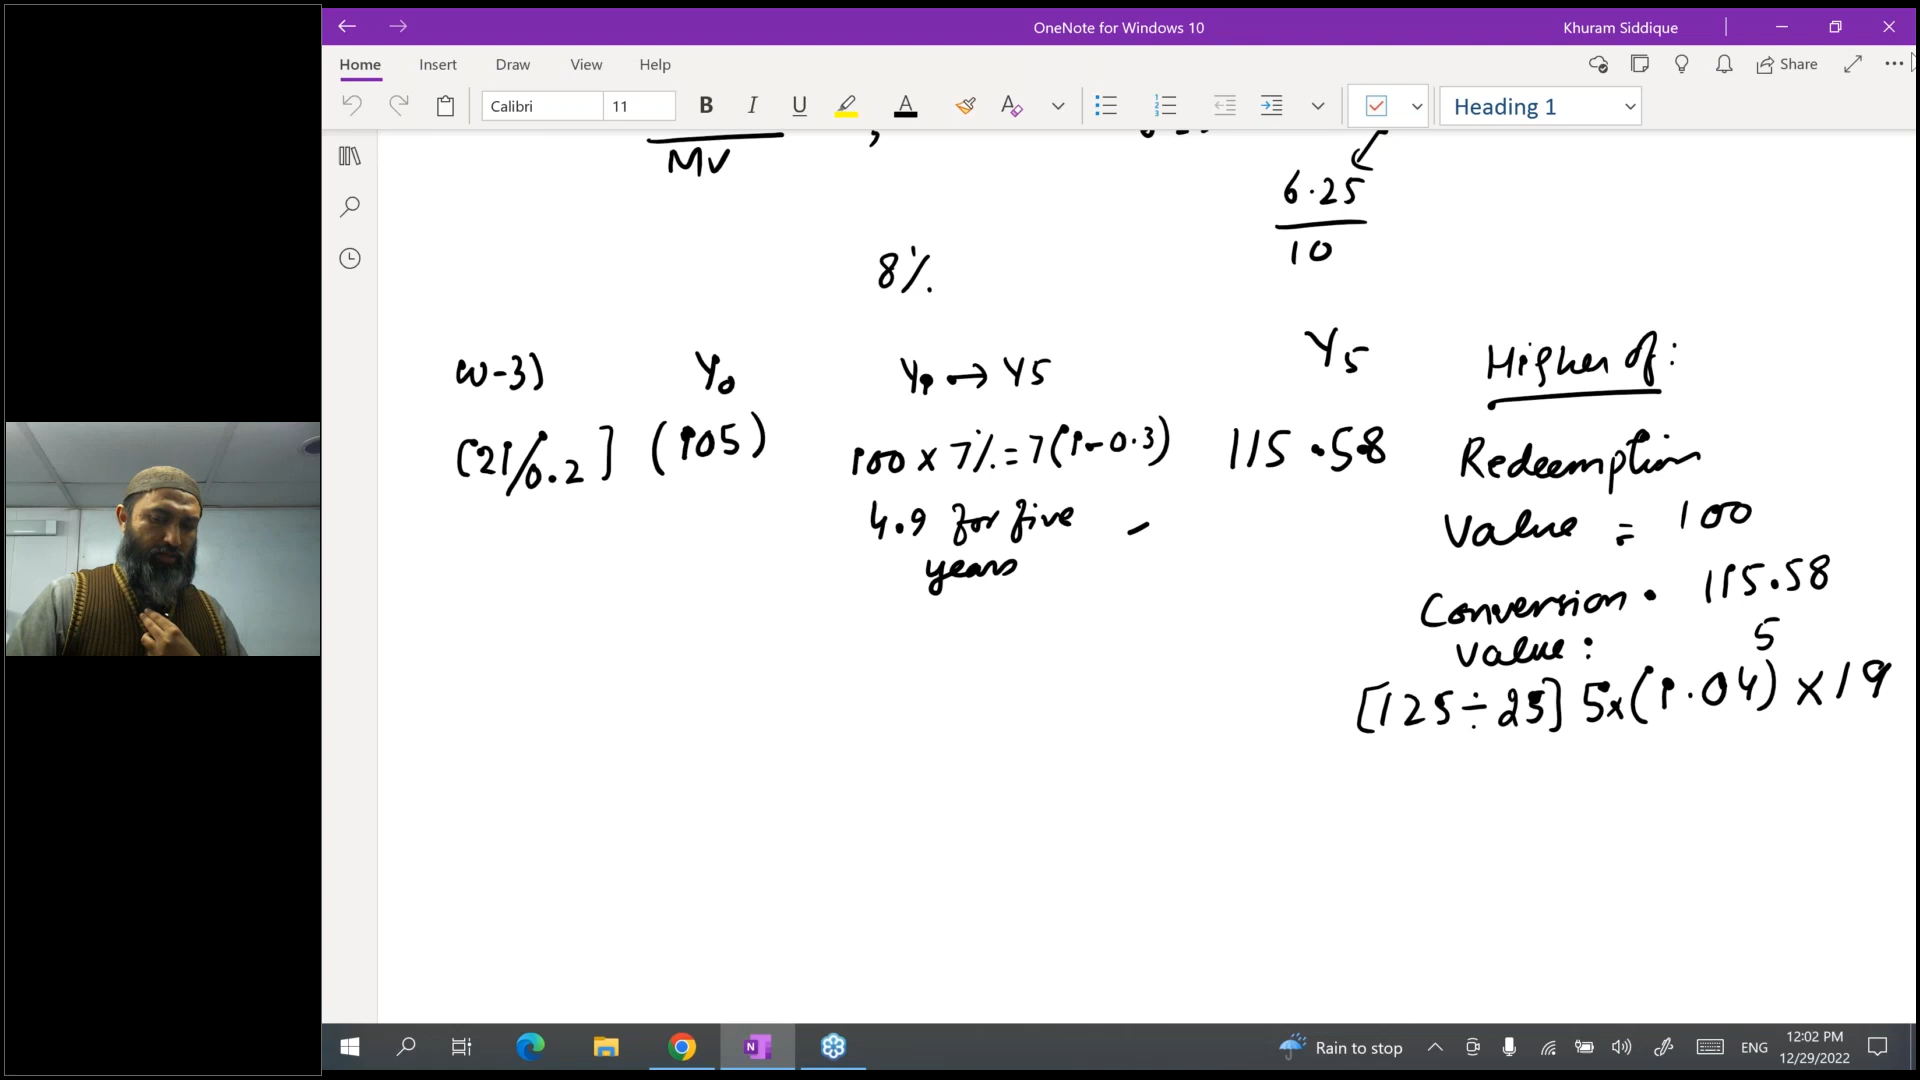 OneNote for Windows 10
Khuram Siddique
Home Insert Draw View Help
Share
Calibri 11 B I U A Heading 1
MV
6.25
10
8%.
W-3) Y0 Y1 → Y5 Y5 Higher of:
[21/0.2] (105) 100 x 7% = 7(1-0.3) 115.58 Redemption
4.9 for five Value = 100
years
Conversion. 115.58
Value: 5
[125÷25] 5x(1.04) x19
Rain to stop ENG 12:02 PM
12/29/2022